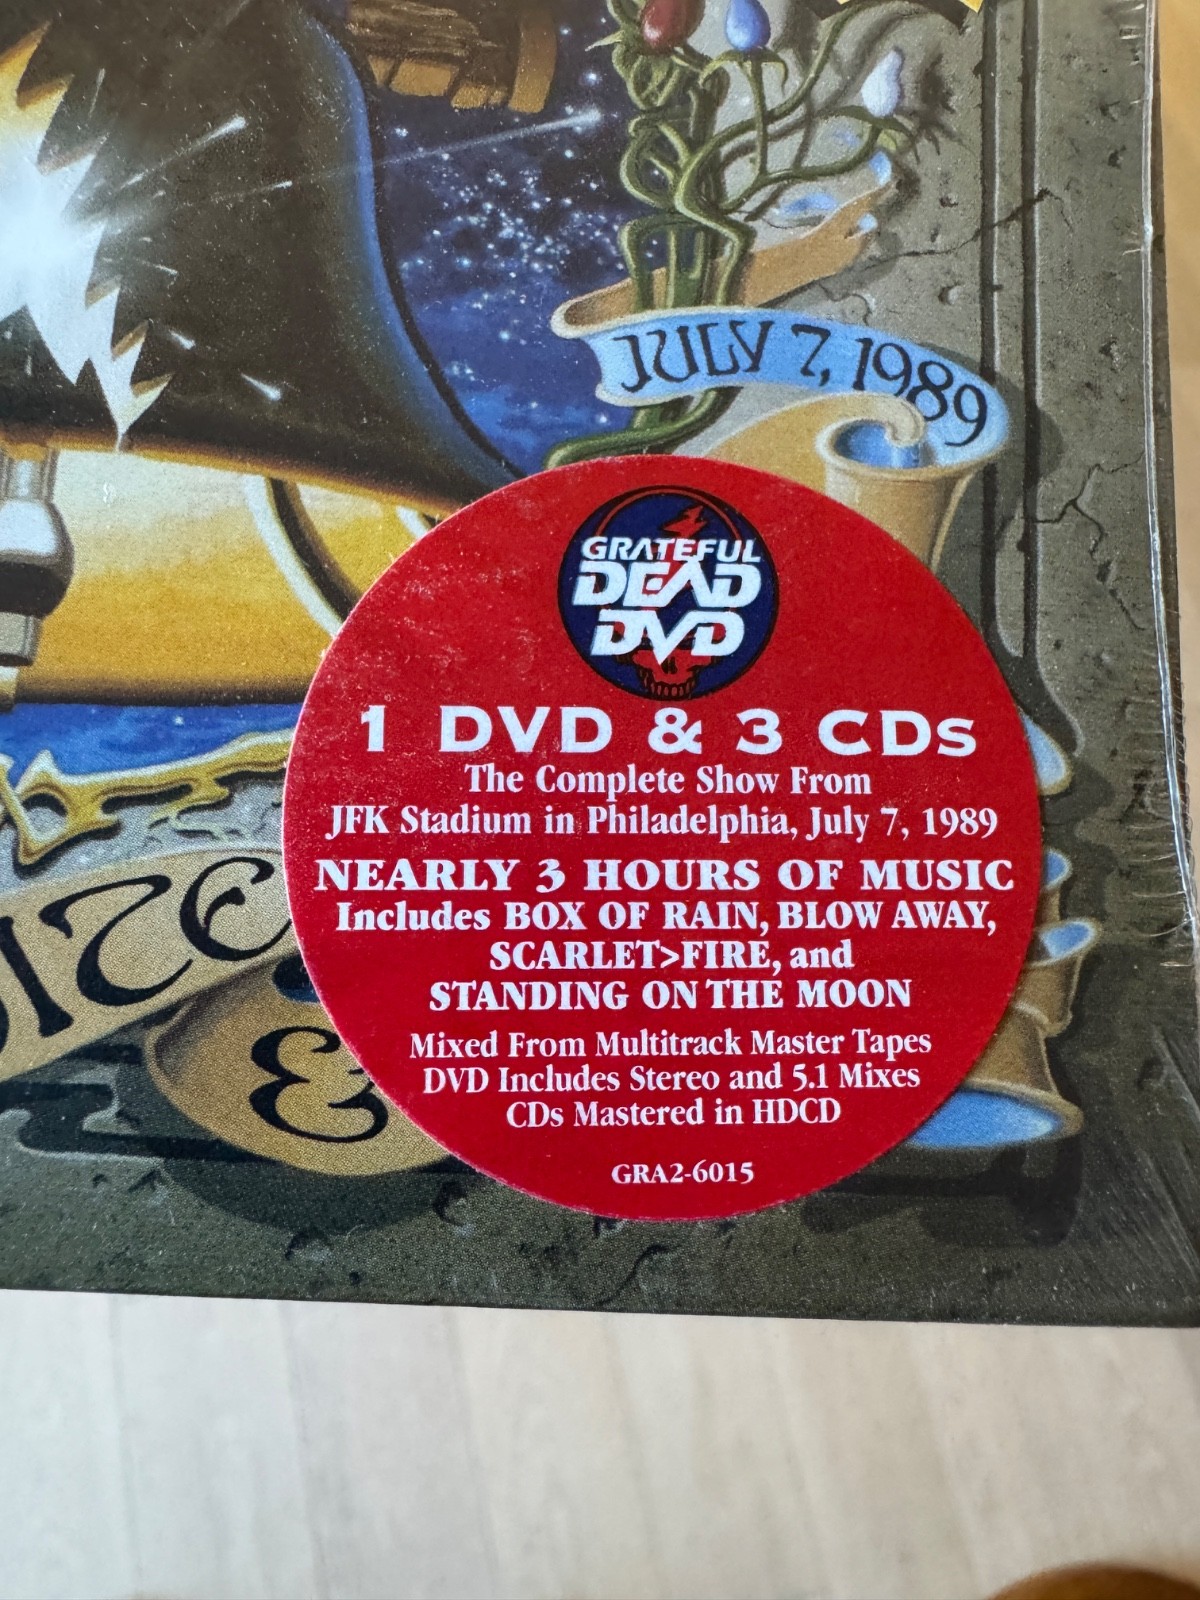 JULY 7, 1989
GRATEFUL
DEAD
DVD
1 DVD & 3 CDs
The Complete Show From
JFK Stadium in Philadelphia, July 7, 1989
NEARLY 3 HOURS OF MUSIC
Includes BOX OF RAIN, BLOW AWAY,
SCARLET>FIRE, and
STANDING ON THE MOON
Mixed From Multitrack Master Tapes
DVD Includes Stereo and 5.1 Mixes
CDs Mastered in HDCD
GRA2-6015
&